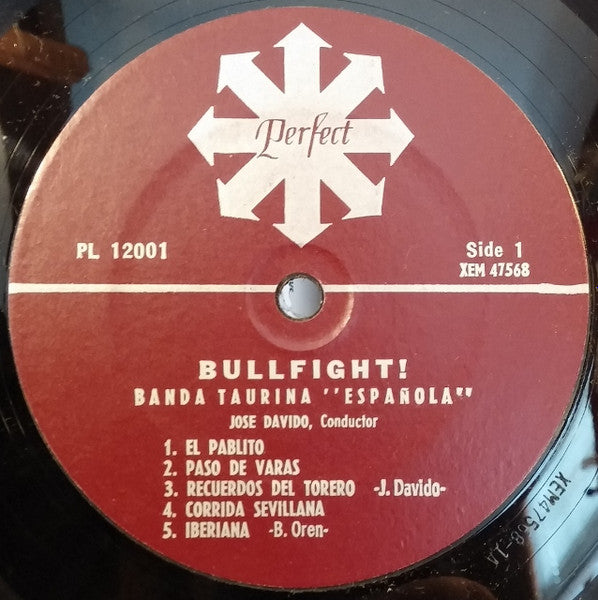 Perfect
PL 12001
Side 1
XEM 47568
BULLFIGHT!
BANDA TAURINA "ESPAÑOLA"
JOSE DAVIDO, Conductor
1. EL PABLITO
2. PASO DE VARAS
3. RECUERDOS DEL TORERO -J. Davido-
4. CORRIDA SEVILLANA
5. IBERIANA -B. Oren-
XEM47568-1A